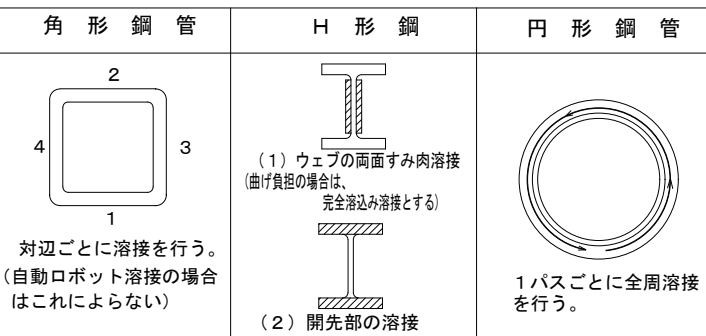 角形鋼管
H形鋼
円形鋼管
2
4
3
1
対辺ごとに溶接を行う。
(自動ロボット溶接の場合
はこれによらない)
(1)ウェブの両面すみ肉溶接
(曲げ負担の場合は、
完全溶込み溶接とする)
(2)開先部の溶接
1パスごとに全周溶接
を行う。